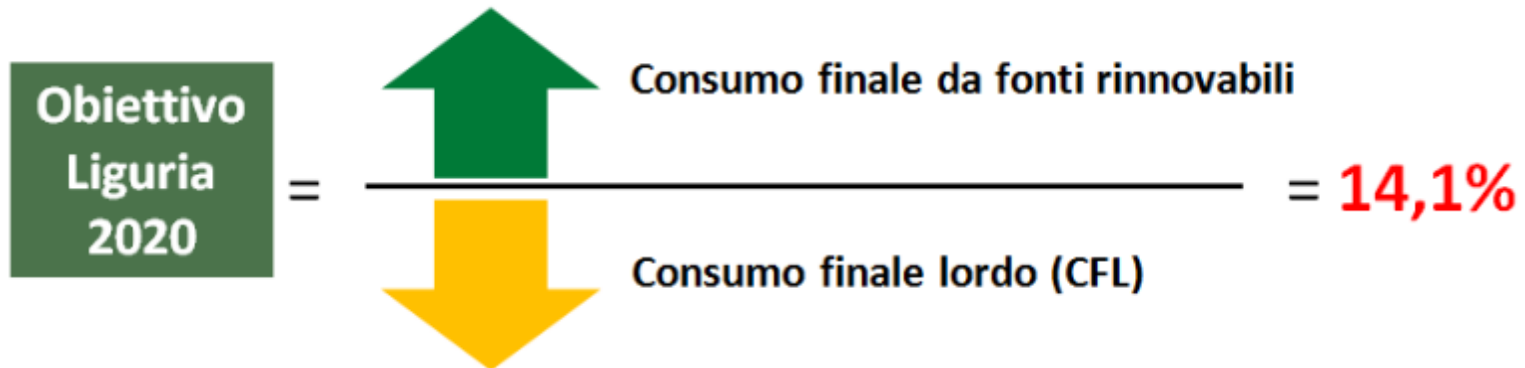 Obiettivo
Liguria
2020
=
Consumo finale da fonti rinnovabili
Consumo finale lordo (CFL)
= 14,1%